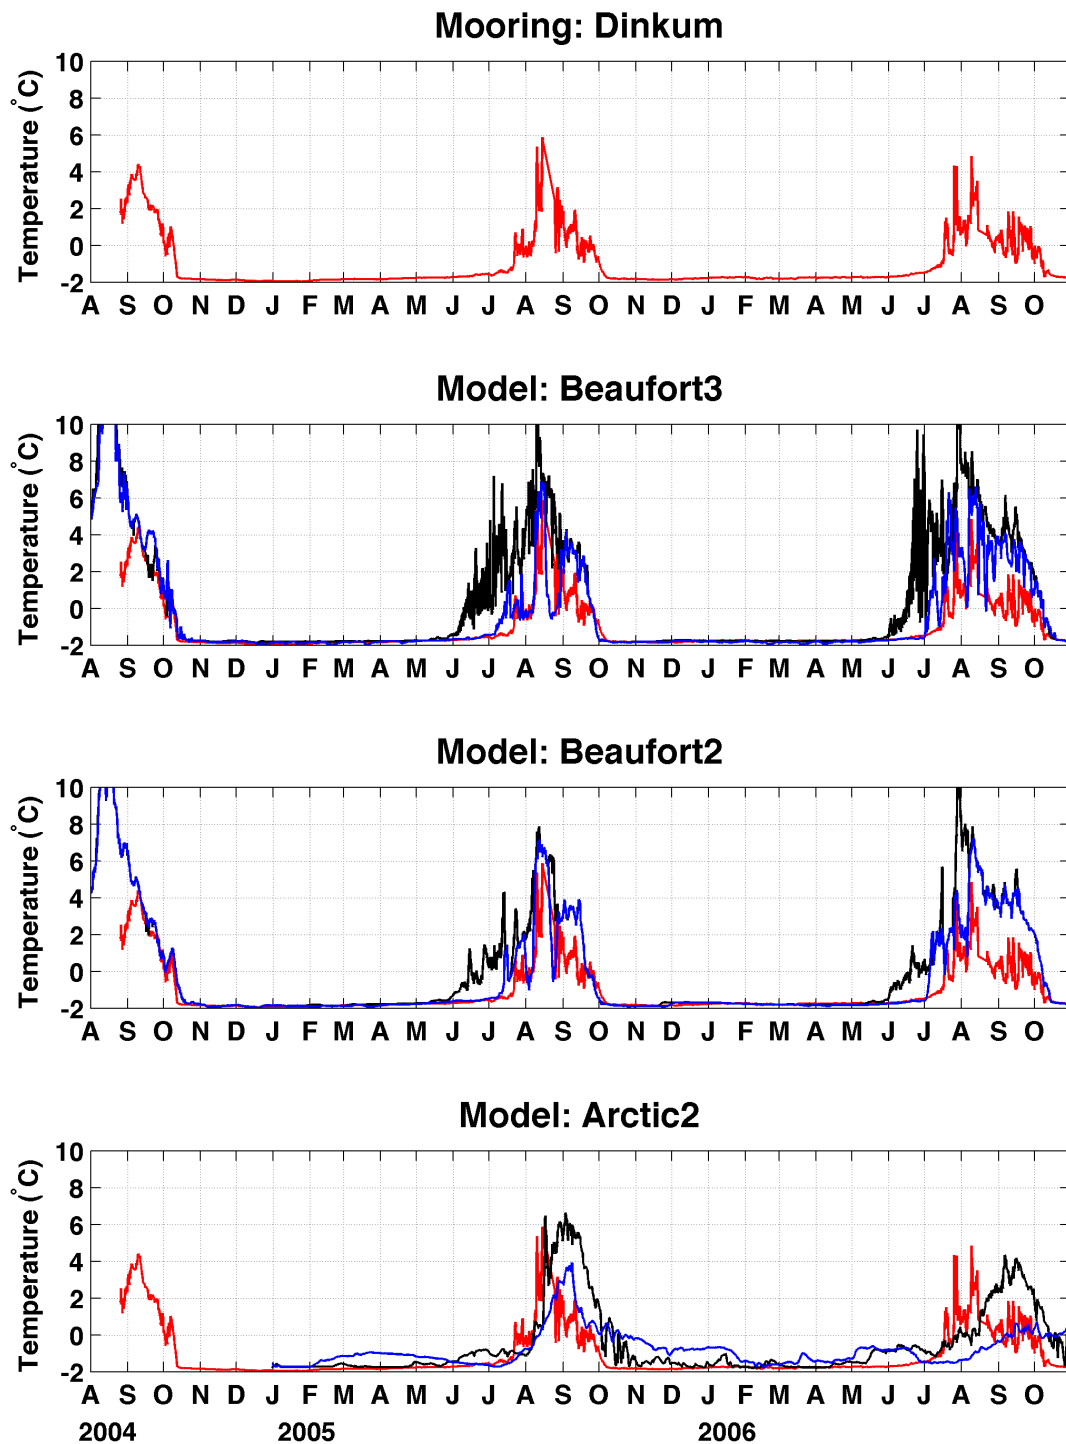 Mooring: Dinkum
Temperature (°C)
10
8
6
4
2
0
-2
A S O N D J F M A M J J A S O N D J F M A M J J A S O
Model: Beaufort3
Temperature (°C)
10
8
6
4
2
0
-2
A S O N D J F M A M J J A S O N D J F M A M J J A S O
Model: Beaufort2
Temperature (°C)
10
8
6
4
2
0
-2
A S O N D J F M A M J J A S O N D J F M A M J J A S O
Model: Arctic2
Temperature (°C)
10
8
6
4
2
0
-2
A S O N D J F M A M J J A S O N D J F M A M J J A S O
2004 2005 2006